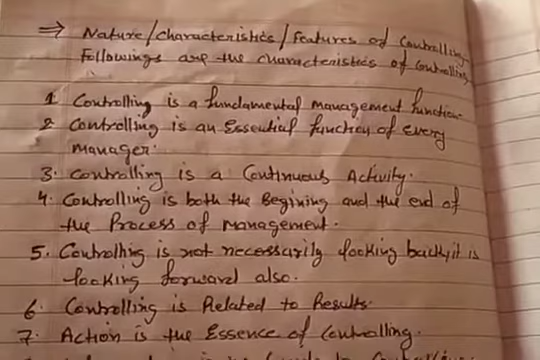 ⇒ Nature/characteristics/features of Controlling
Followings are the characteristics of Controlling
1 Controlling is a fundamental management function.
2 Controlling is an Essential function of every
manager.
3. Controlling is a Continuous Activity.
4. Controlling is both the Begining and the end of
the Process of management.
5. Controlling is not necessarily looking back, it is
looking forward also.
6 Controlling is Related to Results.
7. Action is the Essence of Controlling.